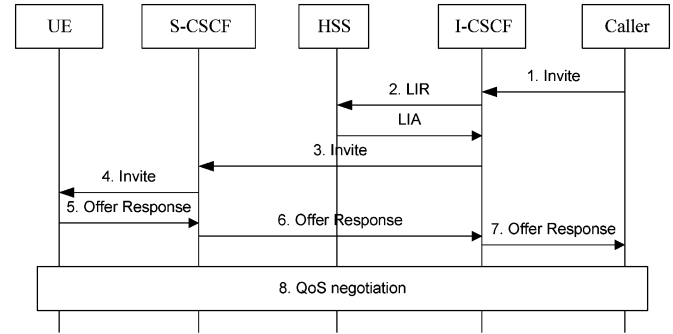 UE
S-CSCF
HSS
I-CSCF
Caller
1. Invite
2. LIR
LIA
3. Invite
4. Invite
5. Offer Response
6. Offer Response
7. Offer Response
8. QoS negotiation